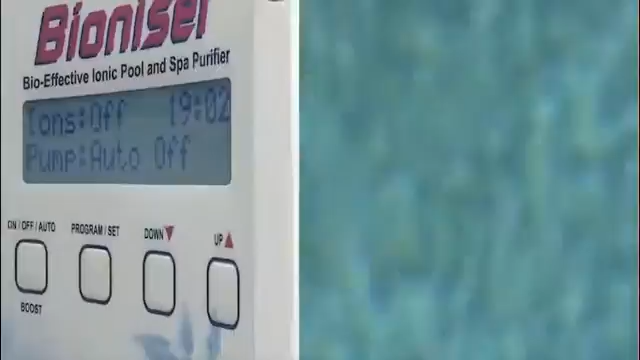 Bioniser
Bio-Effective Ionic Pool and Spa Purifier
Ions:Off 19:02
Pump:Auto Off
ON / OFF / AUTO
PROGRAM / SET
DOWN▼
UP▲
BOOST